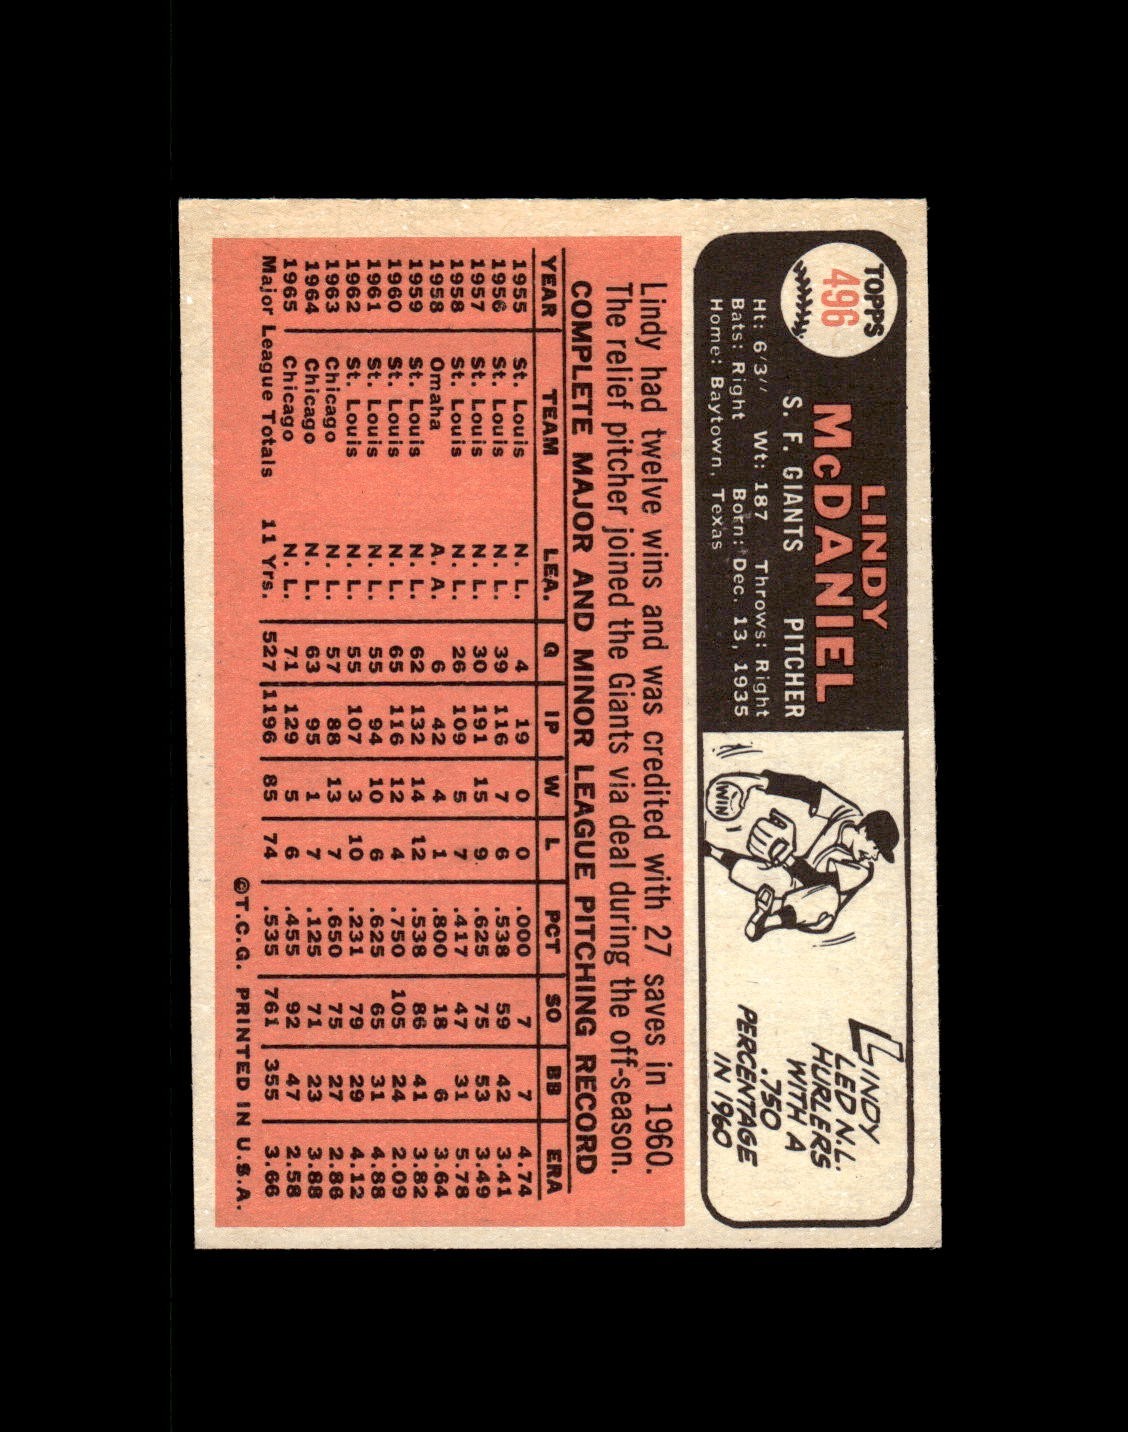 TOPPS
496
LINDY
McDANIEL
S. F. GIANTS PITCHER
Ht: 6'3" Wt: 187 Throws: Right
Bats: Right Born: Dec. 13, 1935
Home: Baytown, Texas
WIN
LINDY
LED N.L.
HURLERS
WITH A
.750
PERCENTAGE
IN 1960
Lindy had twelve wins and was credited with 27 saves in 1960.
The relief pitcher joined the Giants via deal during the off-season.
COMPLETE MAJOR AND MINOR LEAGUE PITCHING RECORD
YEAR TEAM LEA. G IP W L PCT SO BB ERA
1955 St. Louis N. L. 4 19 0 0 .000 7 7 4.74
1956 St. Louis N. L. 39 116 7 6 .538 59 42 3.41
1957 St. Louis N. L. 30 191 15 9 .625 75 53 3.49
1958 St. Louis N. L. 26 109 5 7 .417 47 31 5.78
1958 Omaha A. A. 6 42 4 1 .800 18 6 3.64
1959 St. Louis N. L. 62 132 14 12 .538 86 41 3.82
1960 St. Louis N. L. 65 116 12 4 .750 105 24 2.09
1961 St. Louis N. L. 55 94 10 6 .625 65 31 4.88
1962 St. Louis N. L. 55 107 3 10 .231 79 29 4.12
1963 Chicago N. L. 57 88 13 7 .650 75 27 2.86
1964 Chicago N. L. 63 95 1 7 .125 71 23 3.88
1965 Chicago N. L. 71 129 5 6 .455 92 47 2.58
Major League Totals 11 Yrs. 527 1196 85 74 .535 761 355 3.66
©T.C.G. PRINTED IN U.S.A.